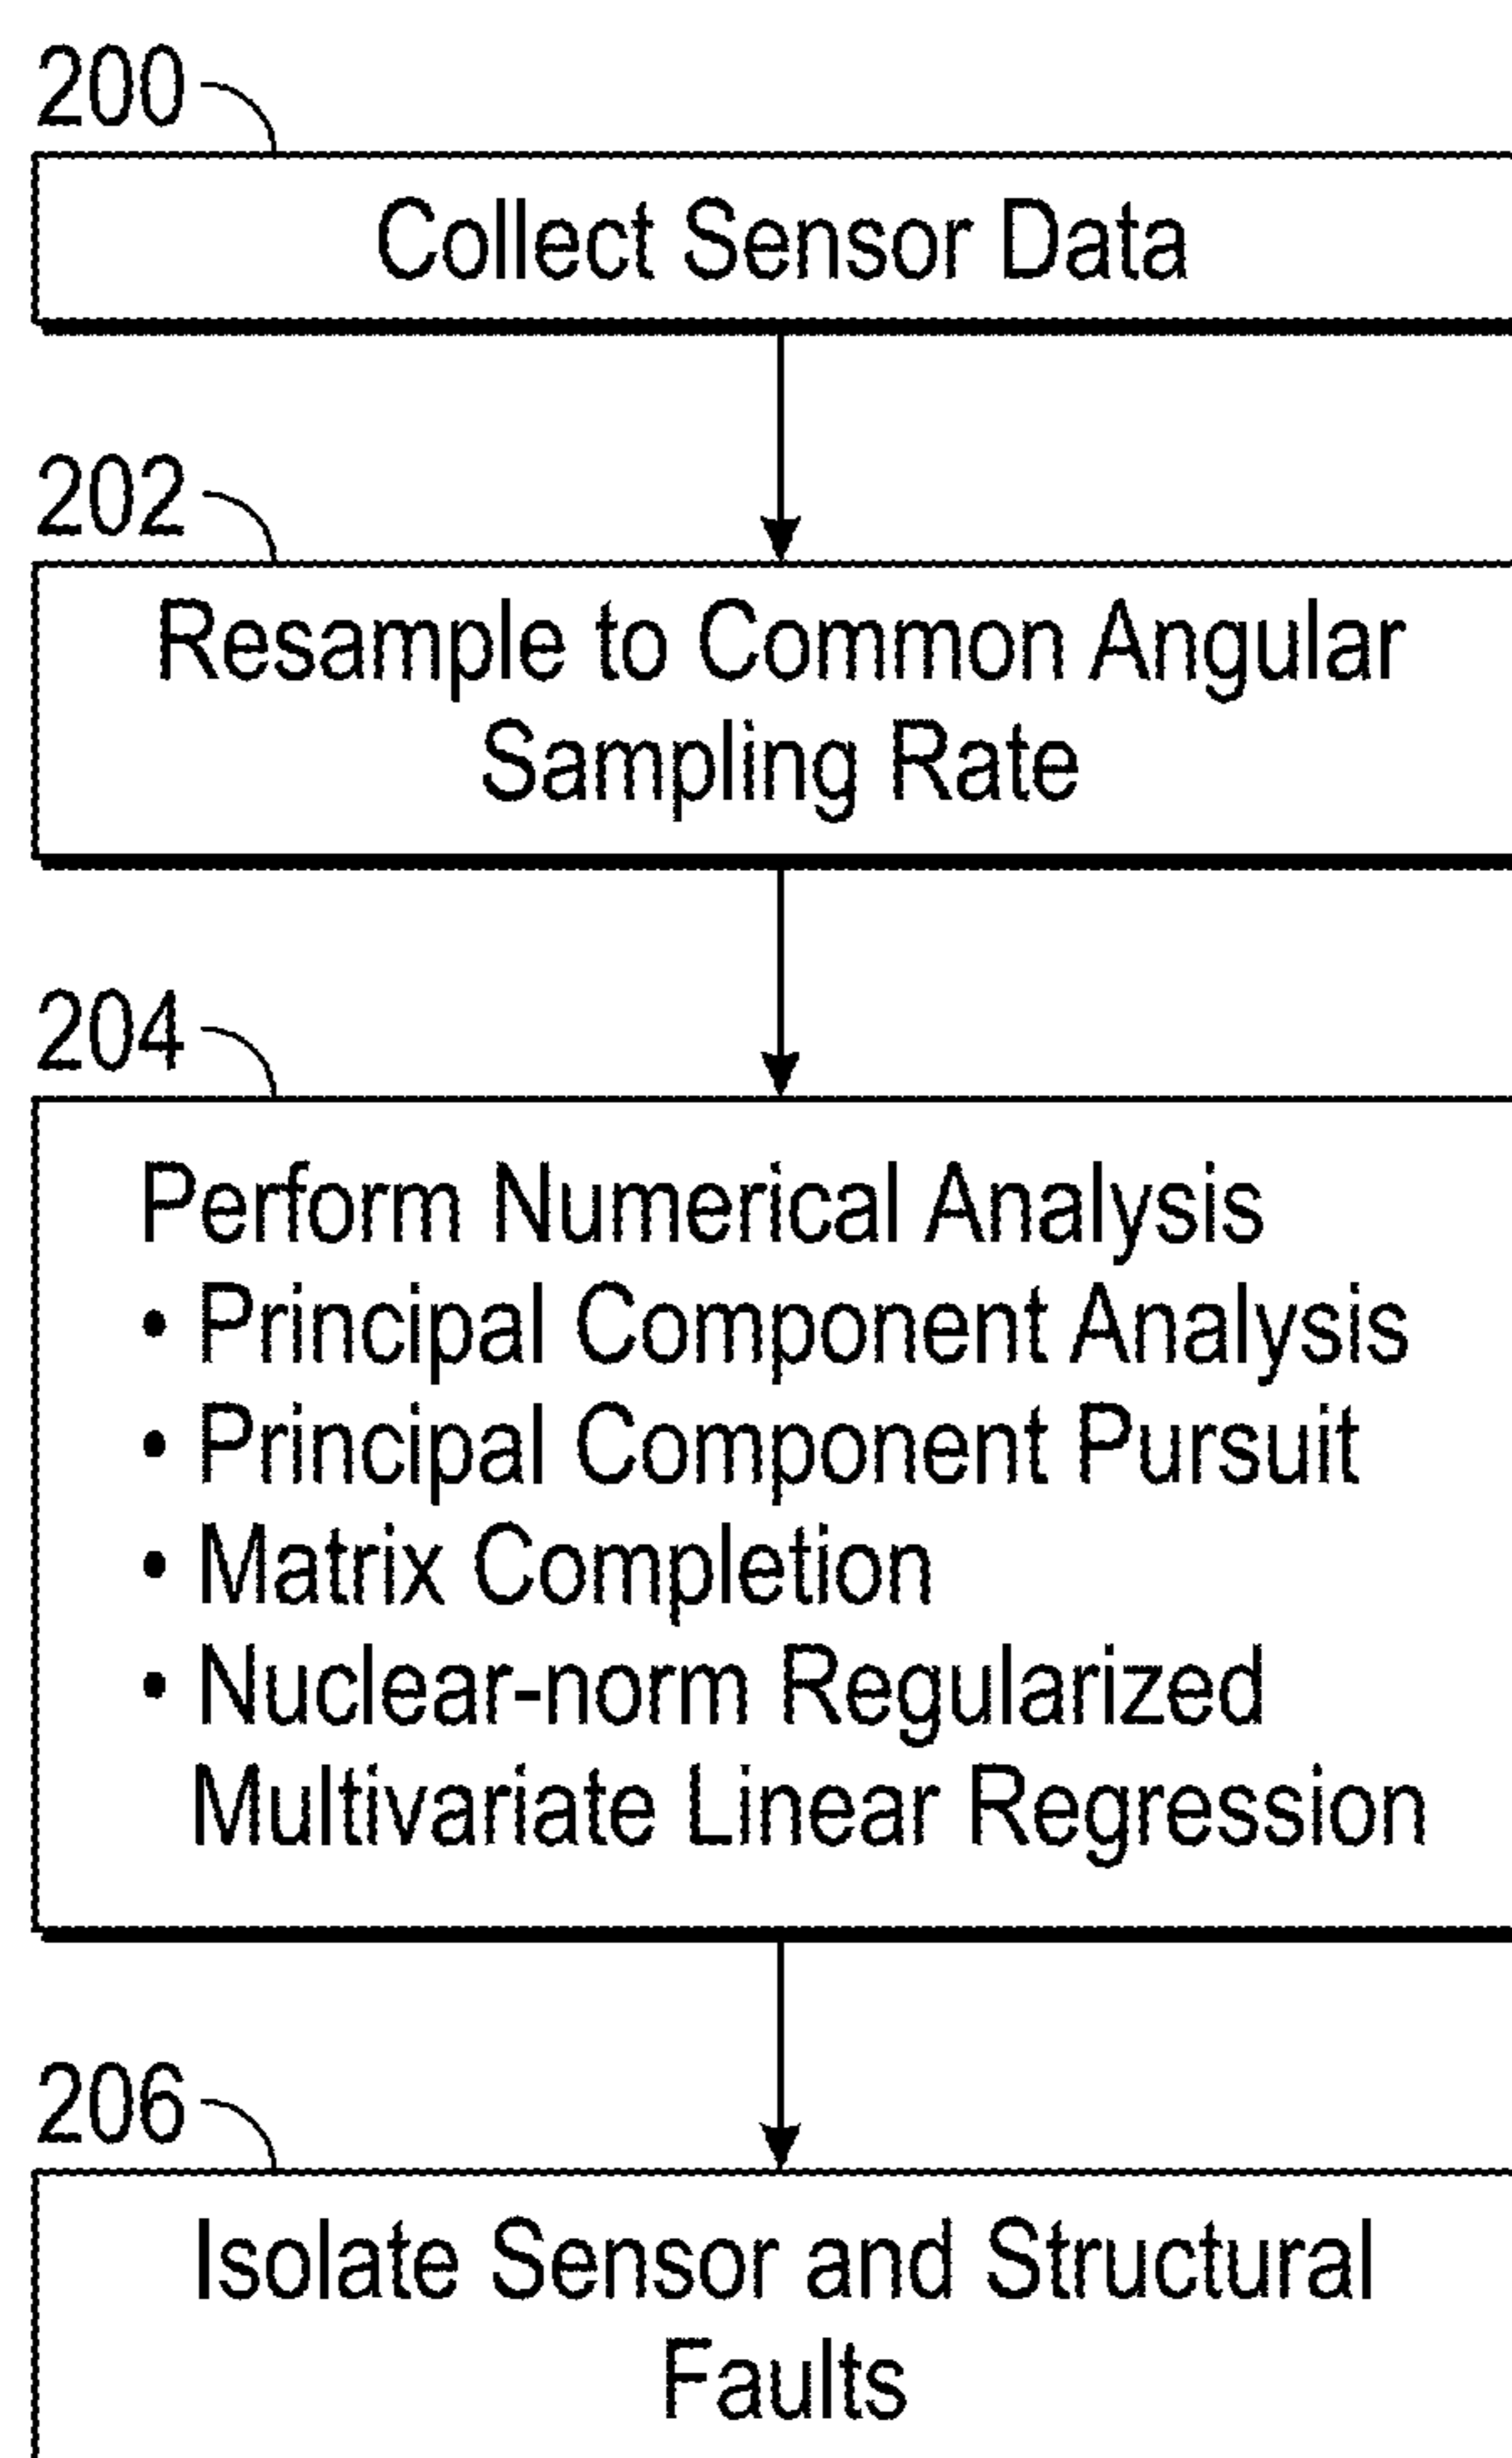 200
Collect Sensor Data
202
Resample to Common Angular
Sampling Rate
204
Perform Numerical Analysis
• Principal Component Analysis
• Principal Component Pursuit
• Matrix Completion
• Nuclear-norm Regularized
Multivariate Linear Regression
206
Isolate Sensor and Structural
Faults